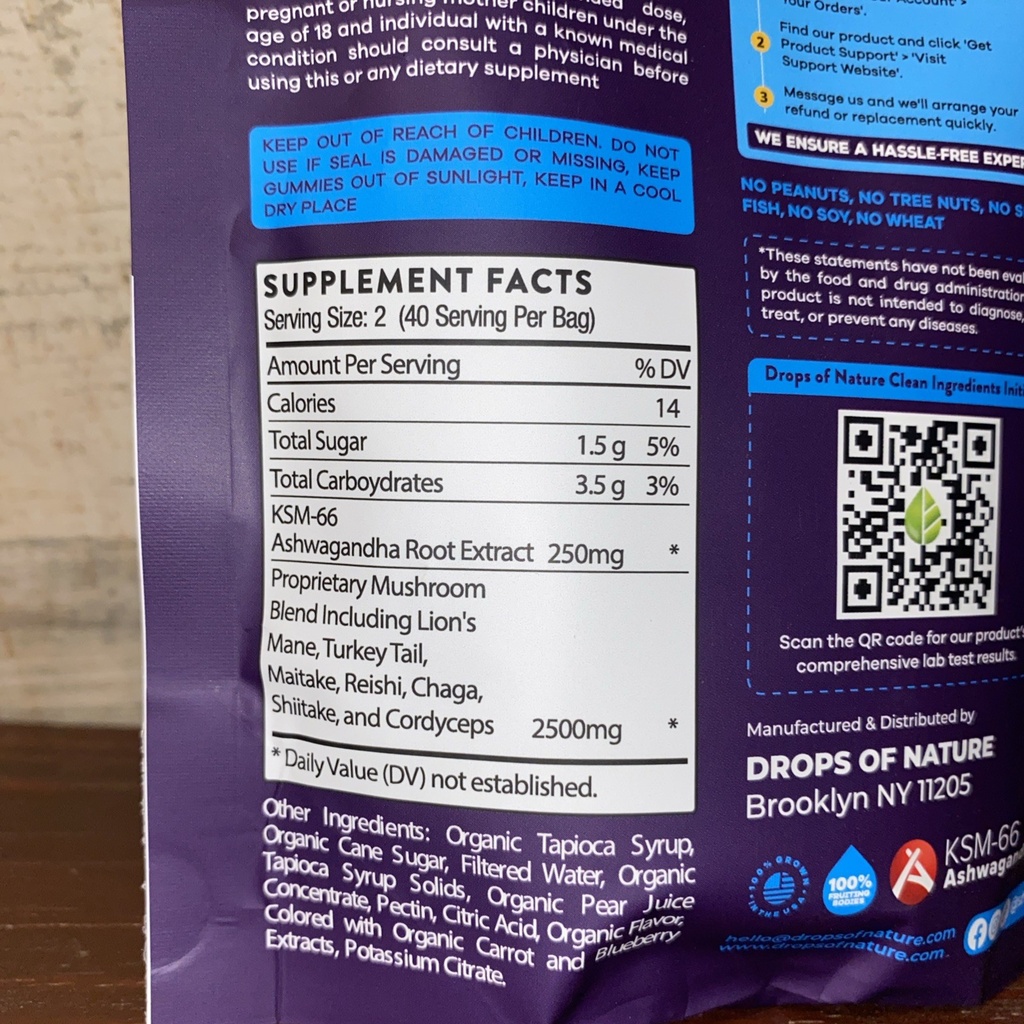 dose,
pregnant or nursing mother children under the
age of 18 and individual with a known medical
condition should consult a physician before
using this or any dietary supplement
KEEP OUT OF REACH OF CHILDREN. DO NOT
USE IF SEAL IS DAMAGED OR MISSING, KEEP
GUMMIES OUT OF SUNLIGHT, KEEP IN A COOL
DRY PLACE
SUPPLEMENT FACTS
Serving Size: 2 (40 Serving Per Bag)
Amount Per Serving % DV
Calories 14
Total Sugar 1.5 g 5%
Total Carboydrates 3.5 g 3%
KSM-66
Ashwagandha Root Extract 250mg *
Proprietary Mushroom
Blend Including Lion's
Mane, Turkey Tail,
Maitake, Reishi, Chaga,
Shiitake, and Cordyceps 2500mg *
* Daily Value (DV) not established.
Other Ingredients: Organic Tapioca Syrup,
Organic Cane Sugar, Filtered Water, Organic
Tapioca Syrup Solids, Organic Pear Juice
Concentrate, Pectin, Citric Acid, Organic Flavor,
Colored with Organic Carrot and Blueberry
Extracts, Potassium Citrate.
Account' >
Your Orders'.
2 Find our product and click 'Get
Product Support' > 'Visit
Support Website'.
3 Message us and we'll arrange your
refund or replacement quickly.
WE ENSURE A HASSLE-FREE
NO PEANUTS, NO TREE NUTS, NO
FISH, NO SOY, NO WHEAT
*These statements have not been
by the food and drug administration
product is not intended to diagnose,
treat, or prevent any diseases.
Drops of Nature Clean Ingredients
Scan the QR code for our product's
comprehensive lab test results.
Manufactured & Distributed by
DROPS OF NATURE
Brooklyn NY 11205
100% GROWN
IN THE U.S.A.
100%
FRUITING
BODIES
KSM-66
hello@dropsofnature.com
www.dropsofnature.com